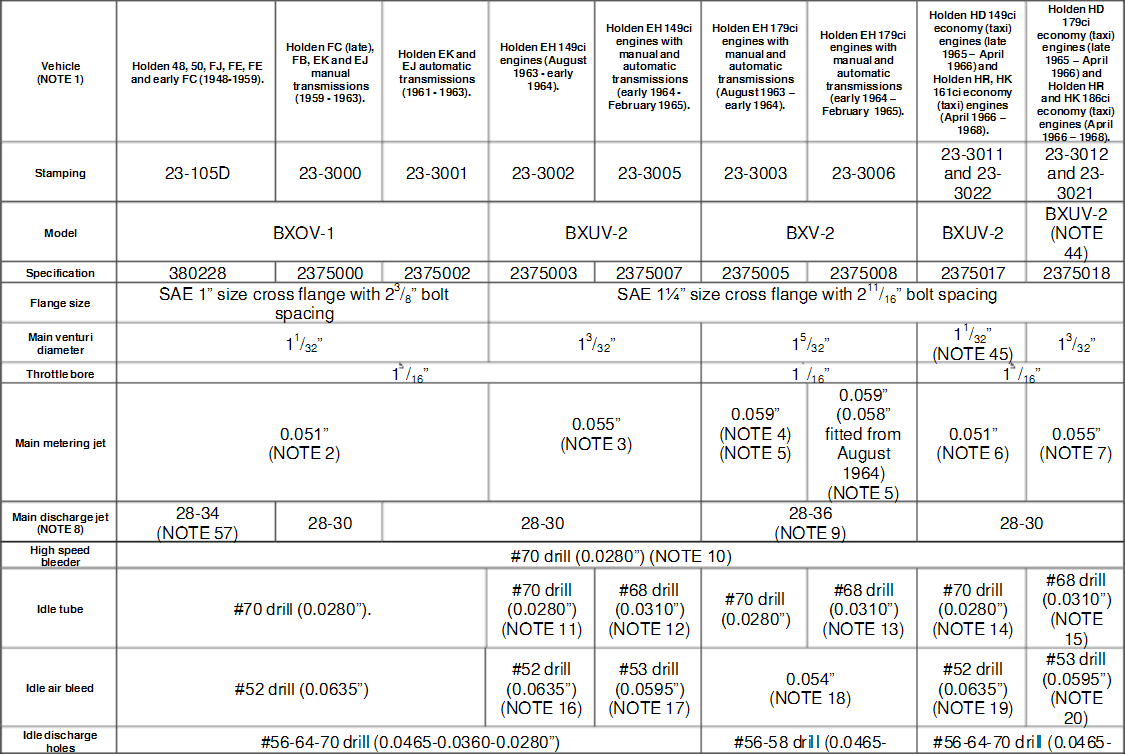 Vehicle
(NOTE 1)
Holden 48, 50, FJ, FE, FE
and early FC (1948-1959).
Holden FC (late),
FB, EK and EJ
manual
transmissions
(1959 - 1963).
Holden EK and
EJ automatic
transmissions
(1961 - 1963).
Holden EH 149ci
engines (August
1963 - early
1964).
Holden EH 149ci
engines with
manual and
automatic
transmissions
(early 1964 -
February 1965).
Holden EH 179ci
engines with
manual and
automatic
transmissions
(August 1963 –
early 1964).
Holden EH 179ci
engines with
manual and
automatic
transmissions
(early 1964 –
February 1965).
Holden HD 149ci
economy (taxi)
engines (late
1965 – April
1966) and
Holden HR, HK
161ci economy
(taxi) engines
(April 1966 –
1968).
Holden HD
179ci
economy (taxi)
engines (late
1965 – April
1966) and
Holden HR
and HK 186ci
economy (taxi)
engines (April
1966 – 1968).
Stamping
23-105D
23-3000
23-3001
23-3002
23-3005
23-3003
23-3006
23-3011
and 23-
3022
23-3012
and 23-
3021
Model
BXOV-1
BXUV-2
BXV-2
BXUV-2
BXUV-2
(NOTE
44)
Specification
380228
2375000
2375002
2375003
2375007
2375005
2375008
2375017
2375018
Flange size
SAE 1” size cross flange with 2 3/8” bolt
spacing
SAE 1¼” size cross flange with 2 11/16” bolt spacing
Main venturi
diameter
1 1/32”
1 3/32”
1 5/32”
1 1/32”
(NOTE 45)
1 3/32”
Throttle bore
Main metering jet
0.051”
(NOTE 2)
0.055”
(NOTE 3)
0.059”
(NOTE 4)
(NOTE 5)
0.059”
(0.058”
fitted from
August
1964)
(NOTE 5)
0.051”
(NOTE 6)
0.055”
(NOTE 7)
Main discharge jet
(NOTE 8)
28-34
(NOTE 57)
28-30
28-30
28-36
(NOTE 9)
28-30
High speed
bleeder
#70 drill (0.0280”) (NOTE 10)
Idle tube
#70 drill (0.0280”).
#70 drill
(0.0280”)
(NOTE 11)
#68 drill
(0.0310”)
(NOTE 12)
#70 drill
(0.0280”)
#68 drill
(0.0310”)
(NOTE 13)
#70 drill
(0.0280”)
(NOTE 14)
#68 drill
(0.0310”)
(NOTE
15)
Idle air bleed
#52 drill (0.0635”)
#52 drill
(0.0635”)
(NOTE 16)
#53 drill
(0.0595”)
(NOTE 17)
0.054”
(NOTE 18)
#52 drill
(0.0635”)
(NOTE 19)
#53 drill
(0.0595”)
(NOTE
20)
Idle discharge
holes
#56-64-70 drill (0.0465-0.0360-0.0280”)
#56-58 drill (0.0465-
#56-64-70 drill (0.0465-